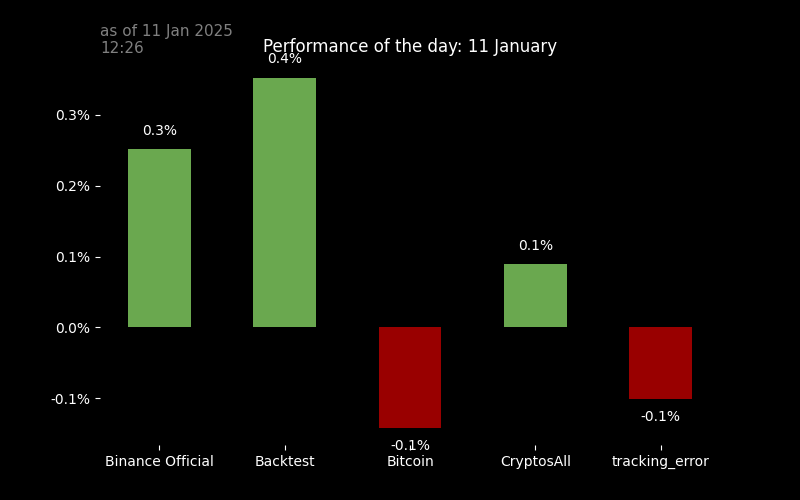 as of 11 Jan 2025
12:26
Performance of the day: 11 January
0.4%
0.3%
0.3%
0.2%
0.1%
0.1%
0.0%
-0.1%
-0.1%
-0.1%
Binance Official
Backtest
Bitcoin
CryptosAll
tracking_error